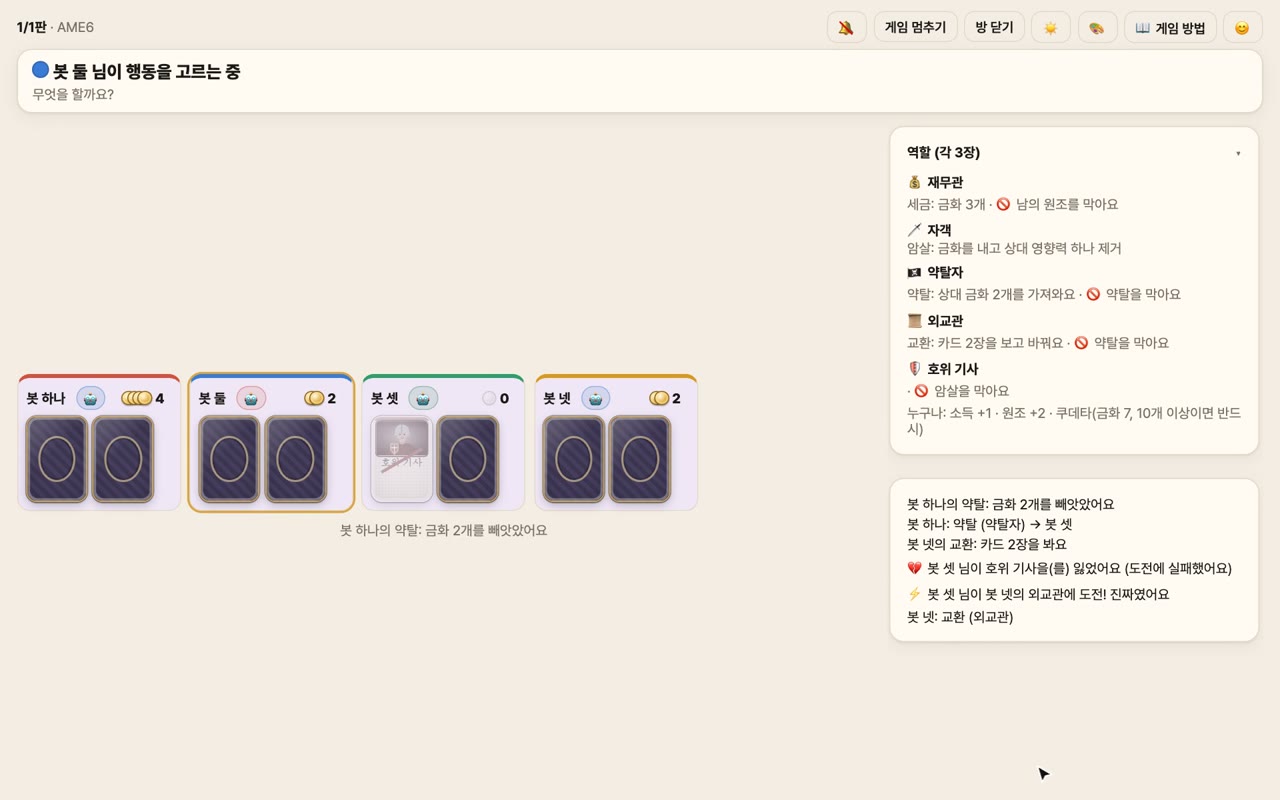 1/1판 · AME6
게임 멈추기
방 닫기
게임 방법
봇 둘 님이 행동을 고르는 중
무엇을 할까요?
봇 하나 4
봇 둘 2
봇 셋 0
봇 넷 2
호위 기사
봇 하나의 약탈: 금화 2개를 빼앗았어요
역할 (각 3장)
재무관
세금: 금화 3개 · 🚫 남의 원조를 막아요
자객
암살: 금화를 내고 상대 영향력 하나 제거
약탈자
약탈: 상대 금화 2개를 가져와요 · 🚫 약탈을 막아요
외교관
교환: 카드 2장을 보고 바꿔요 · 🚫 약탈을 막아요
호위 기사
· 🚫 암살을 막아요
누구나: 소득 +1 · 원조 +2 · 쿠데타(금화 7, 10개 이상이면 반드
시)
봇 하나의 약탈: 금화 2개를 빼앗았어요
봇 하나: 약탈 (약탈자) → 봇 셋
봇 넷의 교환: 카드 2장을 봐요
💔 봇 셋 님이 호위 기사을(를) 잃었어요 (도전에 실패했어요)
⚡ 봇 셋 님이 봇 넷의 외교관에 도전! 진짜였어요
봇 넷: 교환 (외교관)